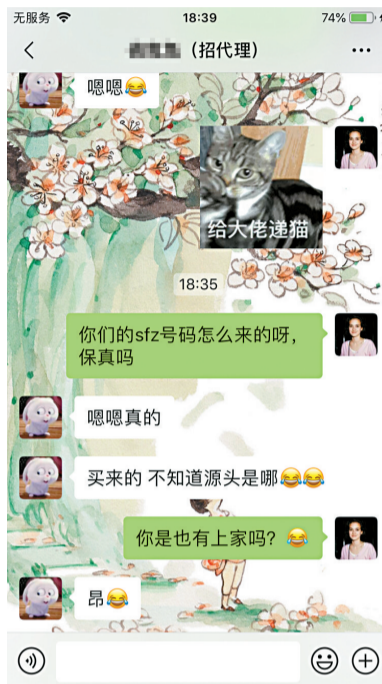 无服务 18:39 74%
（招代理）
嗯嗯😂
给大佬递猫
18:35
你们的sfz号码怎么来的呀，
保真吗
嗯嗯真的
买来的 不知道源头是哪😂😂
你是也有上家吗？😂
昂😂